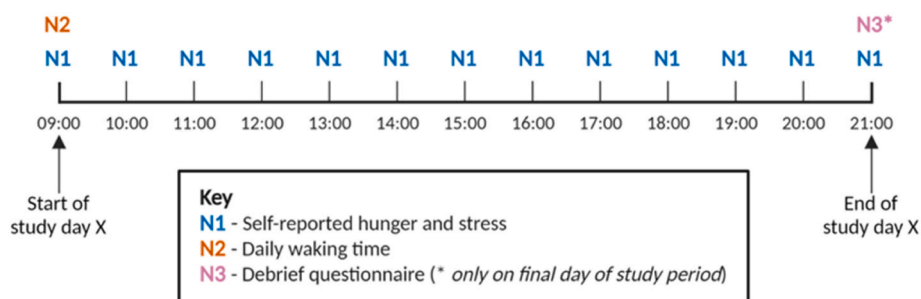 N2 N3*
N1 N1 N1 N1 N1 N1 N1 N1 N1 N1 N1 N1 N1
09:00 10:00 11:00 12:00 13:00 14:00 15:00 16:00 17:00 18:00 19:00 20:00 21:00
Start of
study day X
End of
study day X
Key
N1 - Self-reported hunger and stress
N2 - Daily waking time
N3 - Debrief questionnaire (* only on final day of study period)